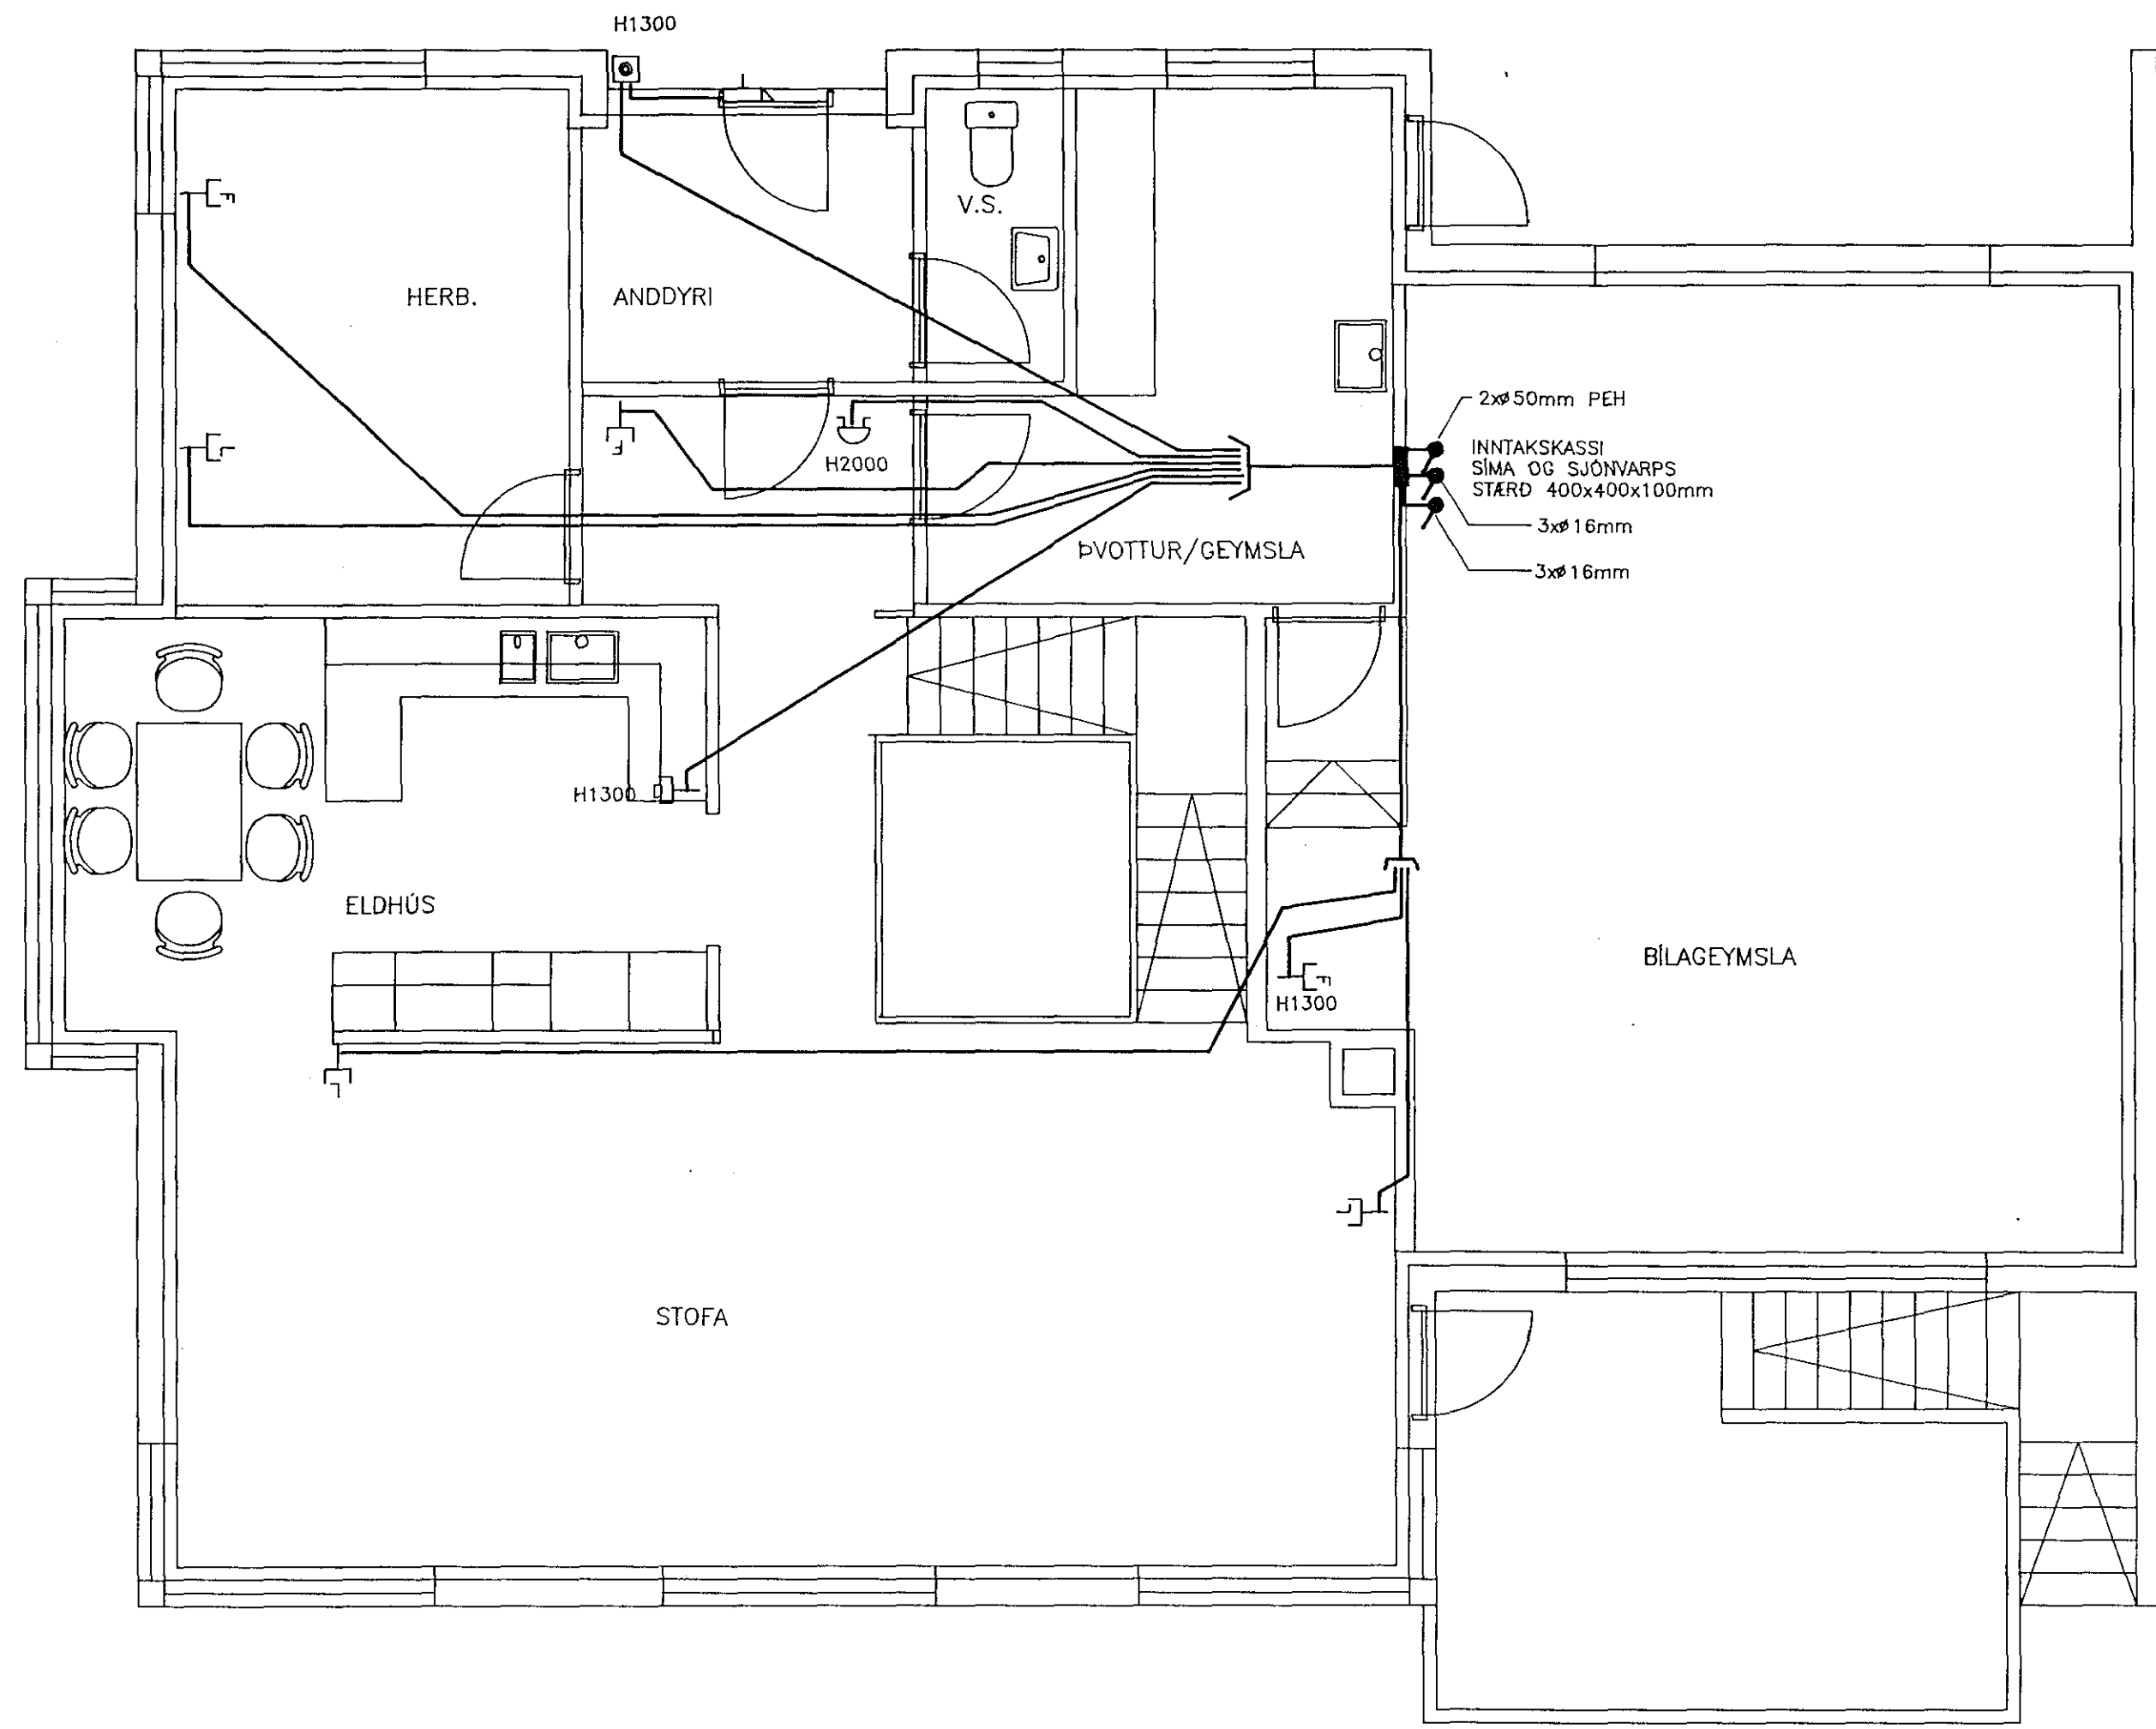 H1300
V.S.
HERB.
ANDDYRI
2xø50mm PEH
INNTAKSKASSI
SÍMA OG SJÓNVARPS
STÆRÐ 400x400x100mm
H2000
3xø16mm
ÞVOTTUR/GEYMSLA
3xø16mm
H1300
ELDHÚS
BÍLAGEYMSLA
H1300
STOFA